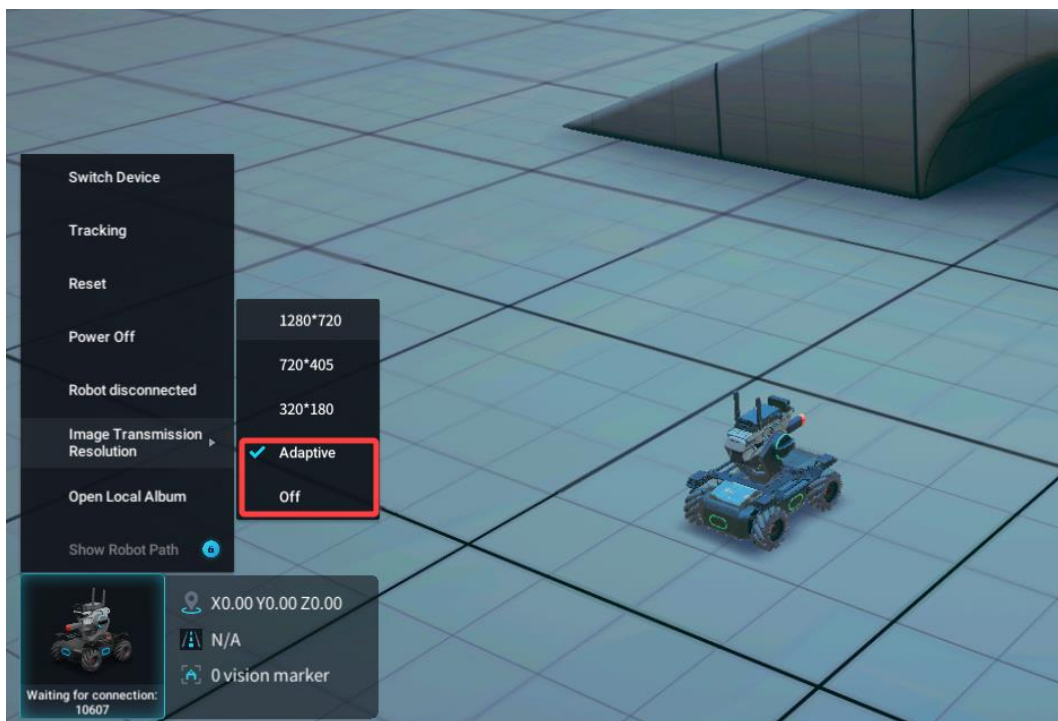 Switch Device
Tracking
Reset
Power Off
Robot disconnected
Image Transmission
Resolution
Open Local Album
Show Robot Path
1280*720
720*405
320*180
Adaptive
Off
Waiting for connection:
10607
X0.00 Y0.00 Z0.00
N/A
0 vision marker